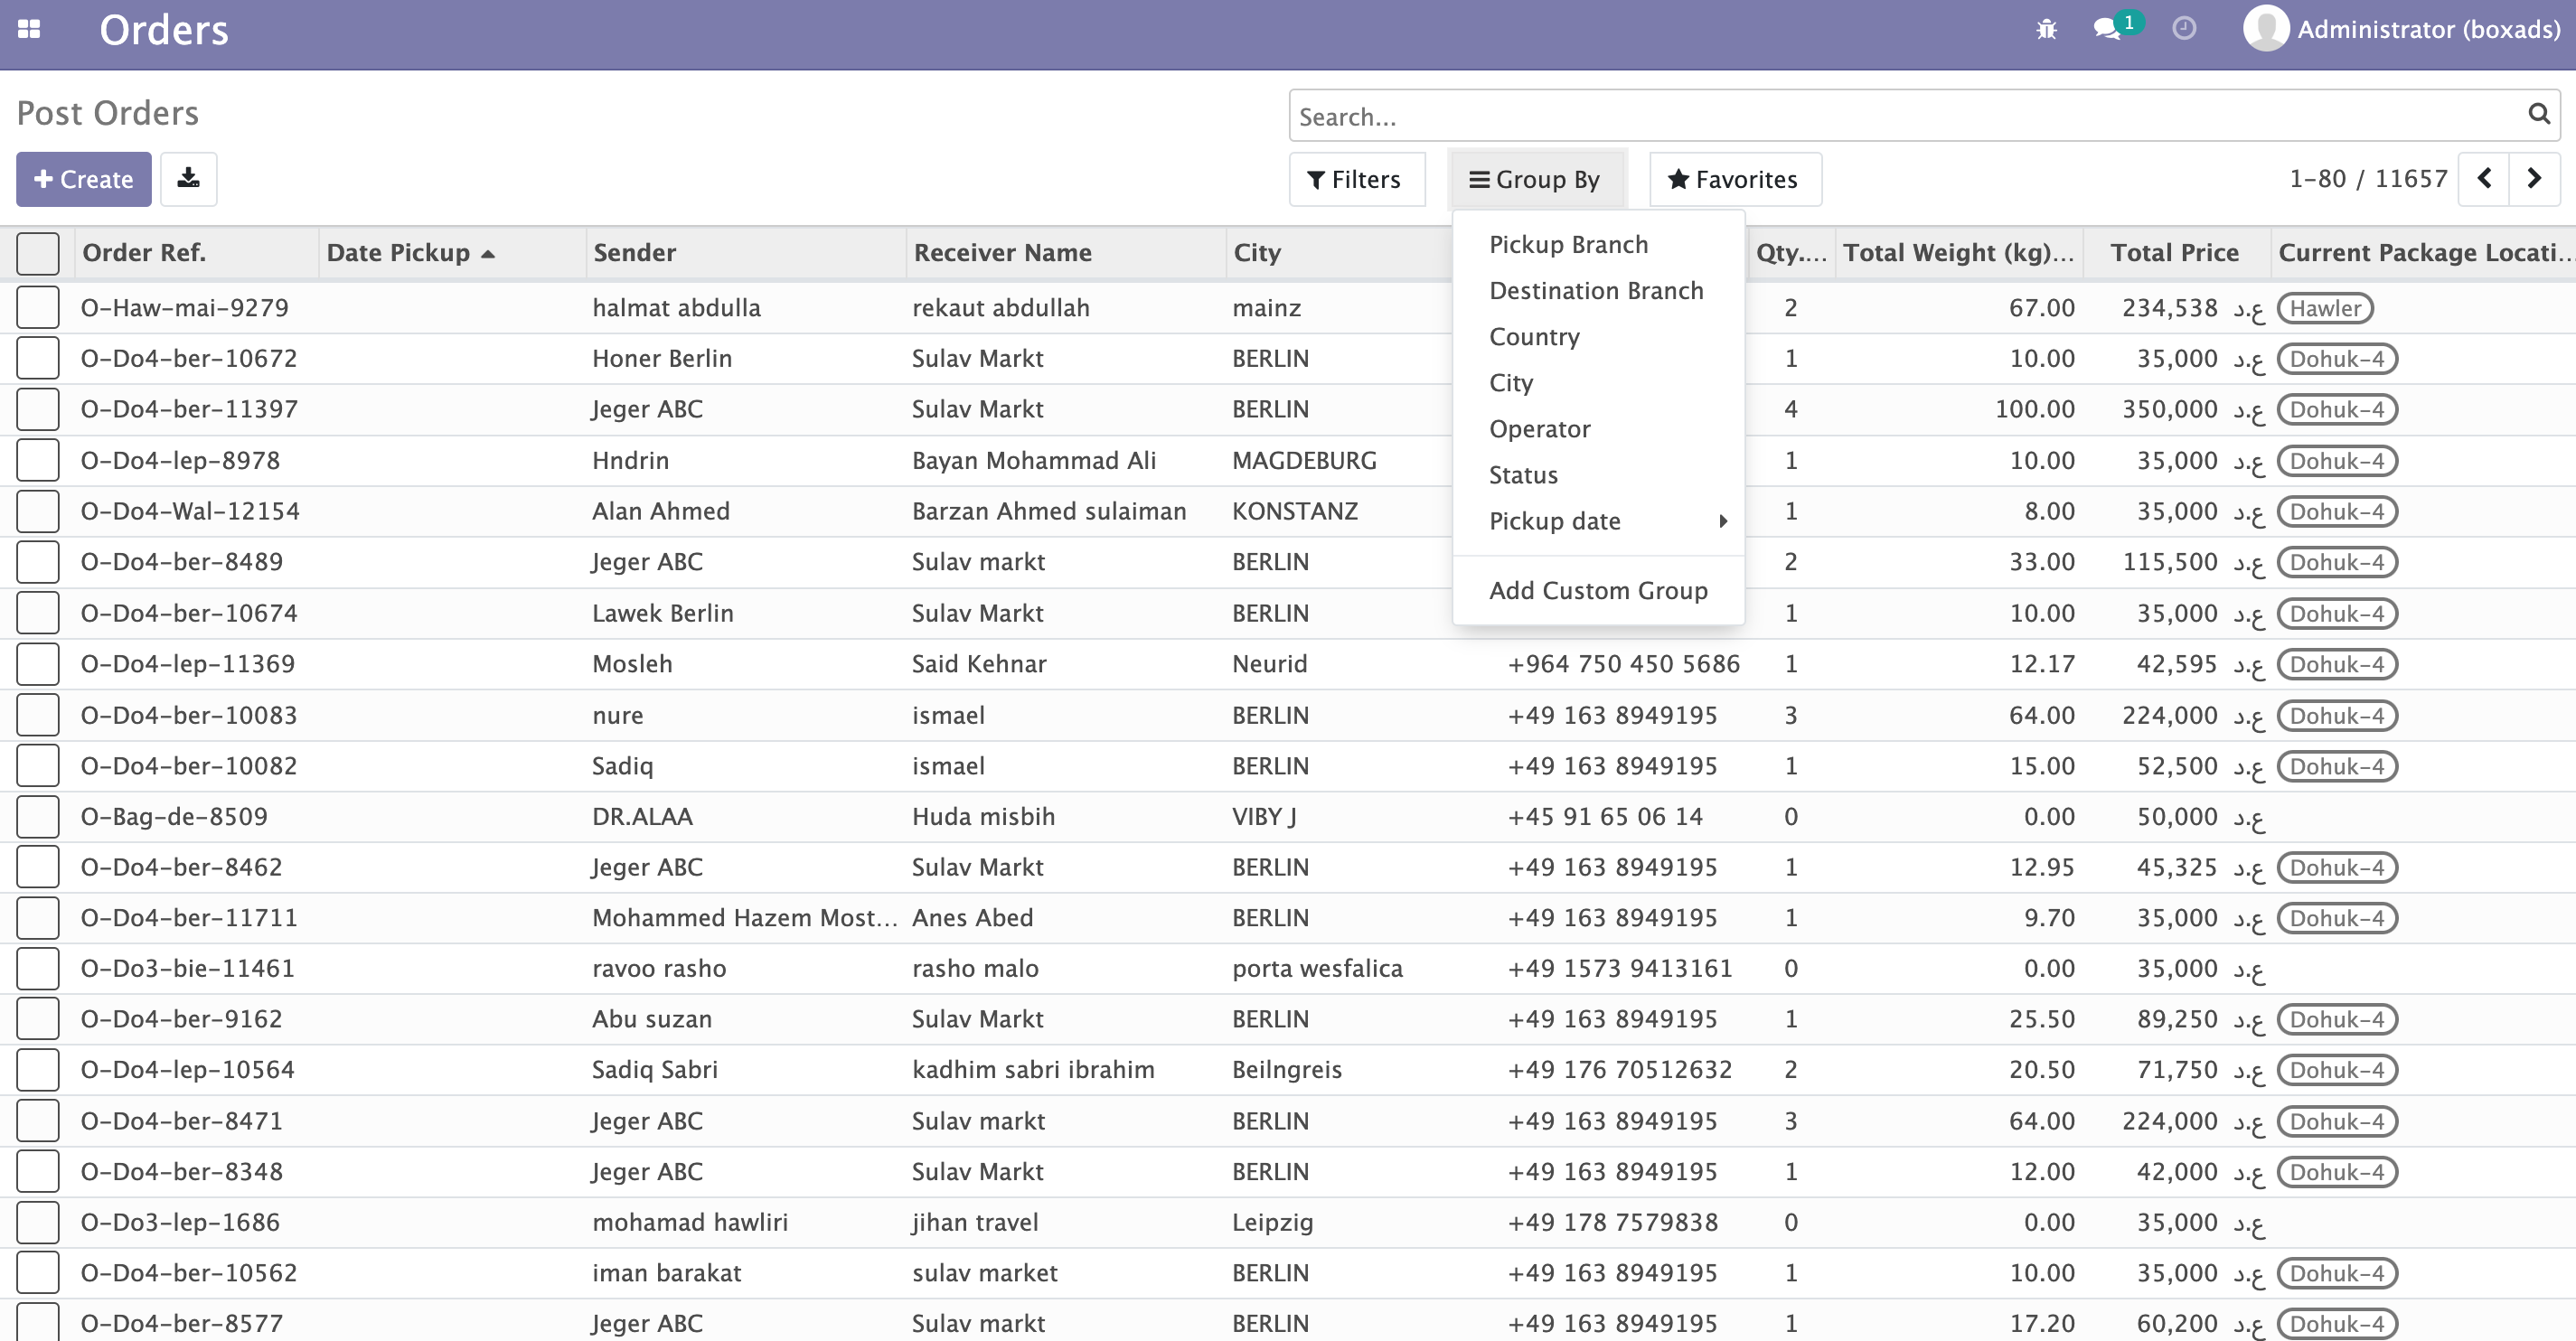 Orders
1
Administrator (boxads)
Post Orders
Search...
Create
Filters
Group By
Favorites
1-80 / 11657
Order Ref. Date Pickup Sender Receiver Name City Qty.... Total Weight (kg)... Total Price Current Package Locati...
Pickup Branch
Destination Branch
Country
City
Operator
Status
Pickup date
Add Custom Group
O-Haw-mai-9279 halmat abdulla rekaut abdullah mainz 2 67.00 234,538 ع.د Hawler
O-Do4-ber-10672 Honer Berlin Sulav Markt BERLIN 1 10.00 35,000 ع.د Dohuk-4
O-Do4-ber-11397 Jeger ABC Sulav Markt BERLIN 4 100.00 350,000 ع.د Dohuk-4
O-Do4-lep-8978 Hndrin Bayan Mohammad Ali MAGDEBURG 1 10.00 35,000 ع.د Dohuk-4
O-Do4-Wal-12154 Alan Ahmed Barzan Ahmed sulaiman KONSTANZ 1 8.00 35,000 ع.د Dohuk-4
O-Do4-ber-8489 Jeger ABC Sulav markt BERLIN 2 33.00 115,500 ع.د Dohuk-4
O-Do4-ber-10674 Lawek Berlin Sulav Markt BERLIN 1 10.00 35,000 ع.د Dohuk-4
O-Do4-lep-11369 Mosleh Said Kehnar Neurid +964 750 450 5686 1 12.17 42,595 ع.د Dohuk-4
O-Do4-ber-10083 nure ismael BERLIN +49 163 8949195 3 64.00 224,000 ع.د Dohuk-4
O-Do4-ber-10082 Sadiq ismael BERLIN +49 163 8949195 1 15.00 52,500 ع.د Dohuk-4
O-Bag-de-8509 DR.ALAA Huda misbih VIBY J +45 91 65 06 14 0 0.00 50,000 ع.د
O-Do4-ber-8462 Jeger ABC Sulav Markt BERLIN +49 163 8949195 1 12.95 45,325 ع.د Dohuk-4
O-Do4-ber-11711 Mohammed Hazem Most... Anes Abed BERLIN +49 163 8949195 1 9.70 35,000 ع.د Dohuk-4
O-Do3-bie-11461 ravoo rasho rasho malo porta wesfalica +49 1573 9413161 0 0.00 35,000 ع.د
O-Do4-ber-9162 Abu suzan Sulav Markt BERLIN +49 163 8949195 1 25.50 89,250 ع.د Dohuk-4
O-Do4-lep-10564 Sadiq Sabri kadhim sabri ibrahim Beilngreis +49 176 70512632 2 20.50 71,750 ع.د Dohuk-4
O-Do4-ber-8471 Jeger ABC Sulav markt BERLIN +49 163 8949195 3 64.00 224,000 ع.د Dohuk-4
O-Do4-ber-8348 Jeger ABC Sulav Markt BERLIN +49 163 8949195 1 12.00 42,000 ع.د Dohuk-4
O-Do3-lep-1686 mohamad hawliri jihan travel Leipzig +49 178 7579838 0 0.00 35,000 ع.د
O-Do4-ber-10562 iman barakat sulav market BERLIN +49 163 8949195 1 10.00 35,000 ع.د Dohuk-4
O-Do4-ber-8577 Jeger ABC Sulav markt BERLIN +49 163 8949195 1 17.20 60,200 ع.د Dohuk-4